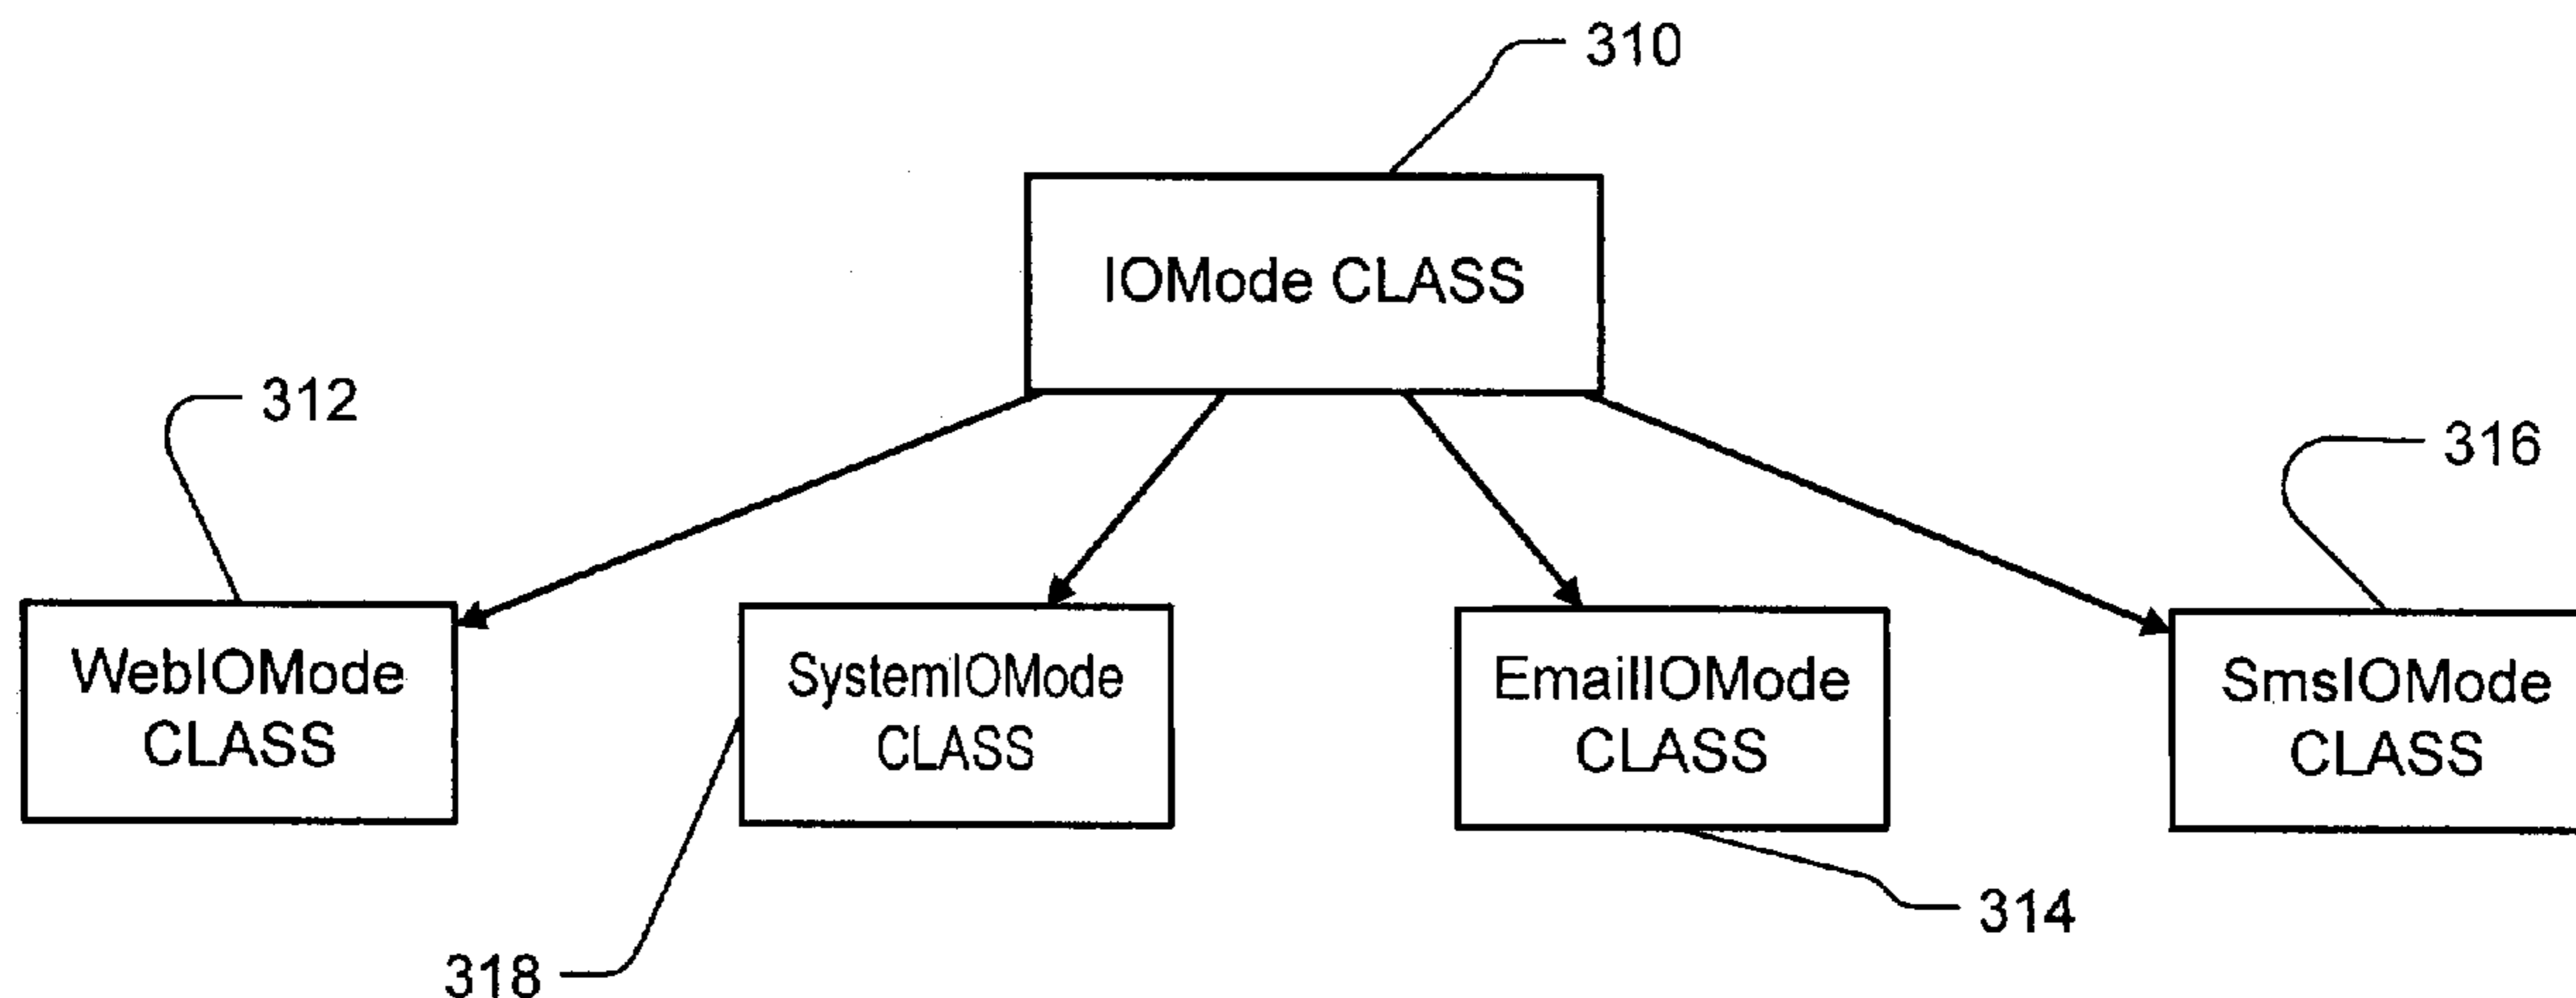 310
IOMode CLASS
312
316
WebIOMode
CLASS
SystemIOMode
CLASS
EmailIOMode
CLASS
SmsIOMode
CLASS
314
318